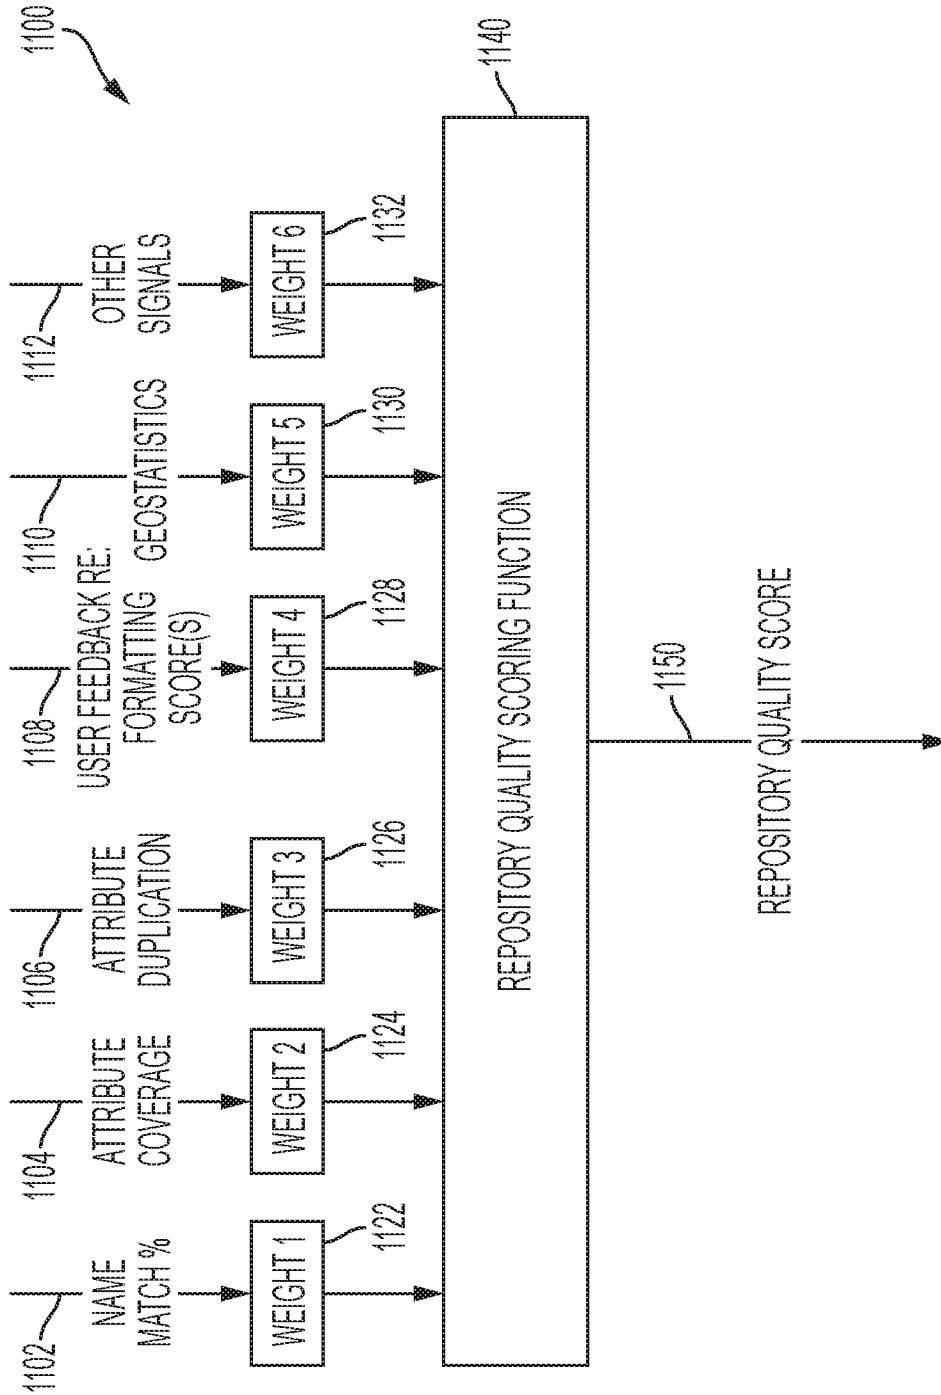 1100
1102
NAME
MATCH %
1104
ATTRIBUTE
COVERAGE
1106
ATTRIBUTE
DUPLICATION
1108
USER FEEDBACK RE:
FORMATTING
SCORE(S)
1110
GEOSTATISTICS
1112
OTHER
SIGNALS
WEIGHT 1
1122
WEIGHT 2
1124
WEIGHT 3
1126
WEIGHT 4
1128
WEIGHT 5
1130
WEIGHT 6
1132
REPOSITORY QUALITY SCORING FUNCTION
1140
1150
REPOSITORY QUALITY SCORE